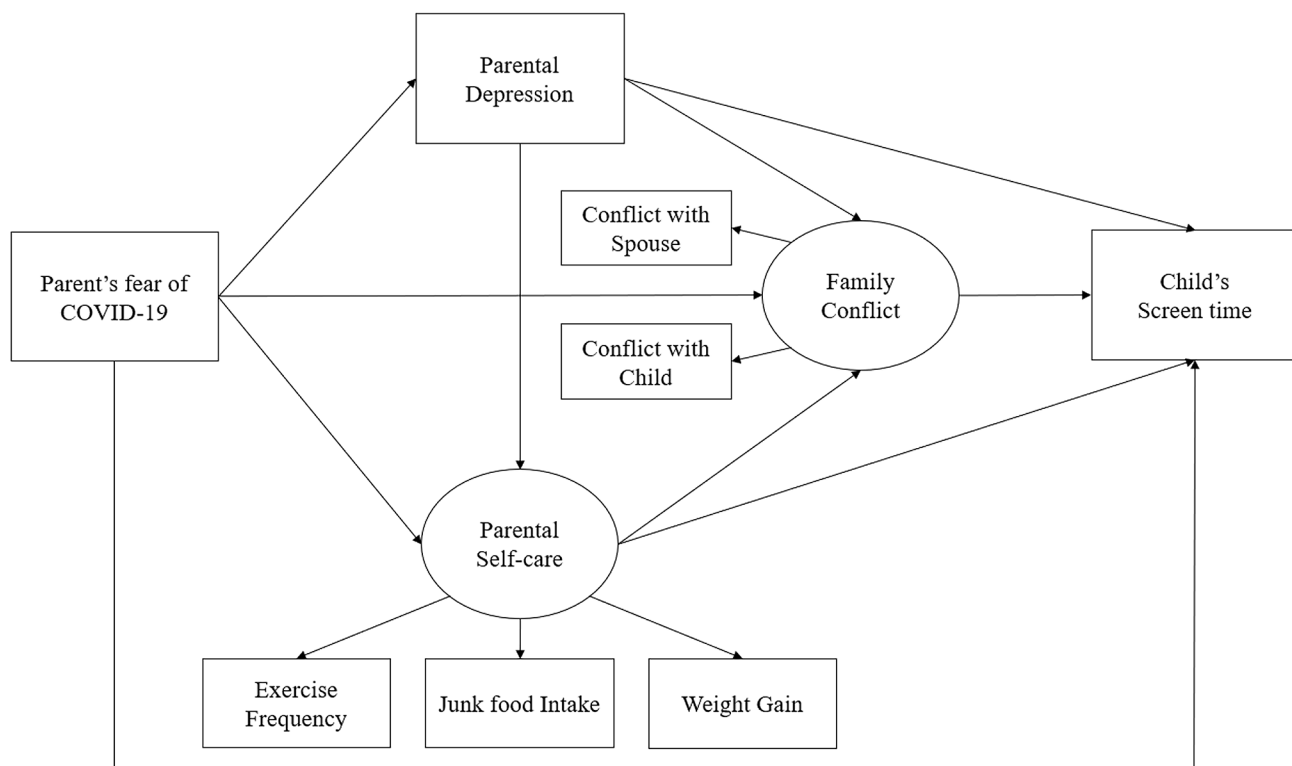 Parental
Depression
Conflict with
Spouse
Parent’s fear of
COVID-19
Family
Conflict
Child’s
Screen time
Conflict with
Child
Parental
Self-care
Exercise
Frequency
Junk food Intake
Weight Gain